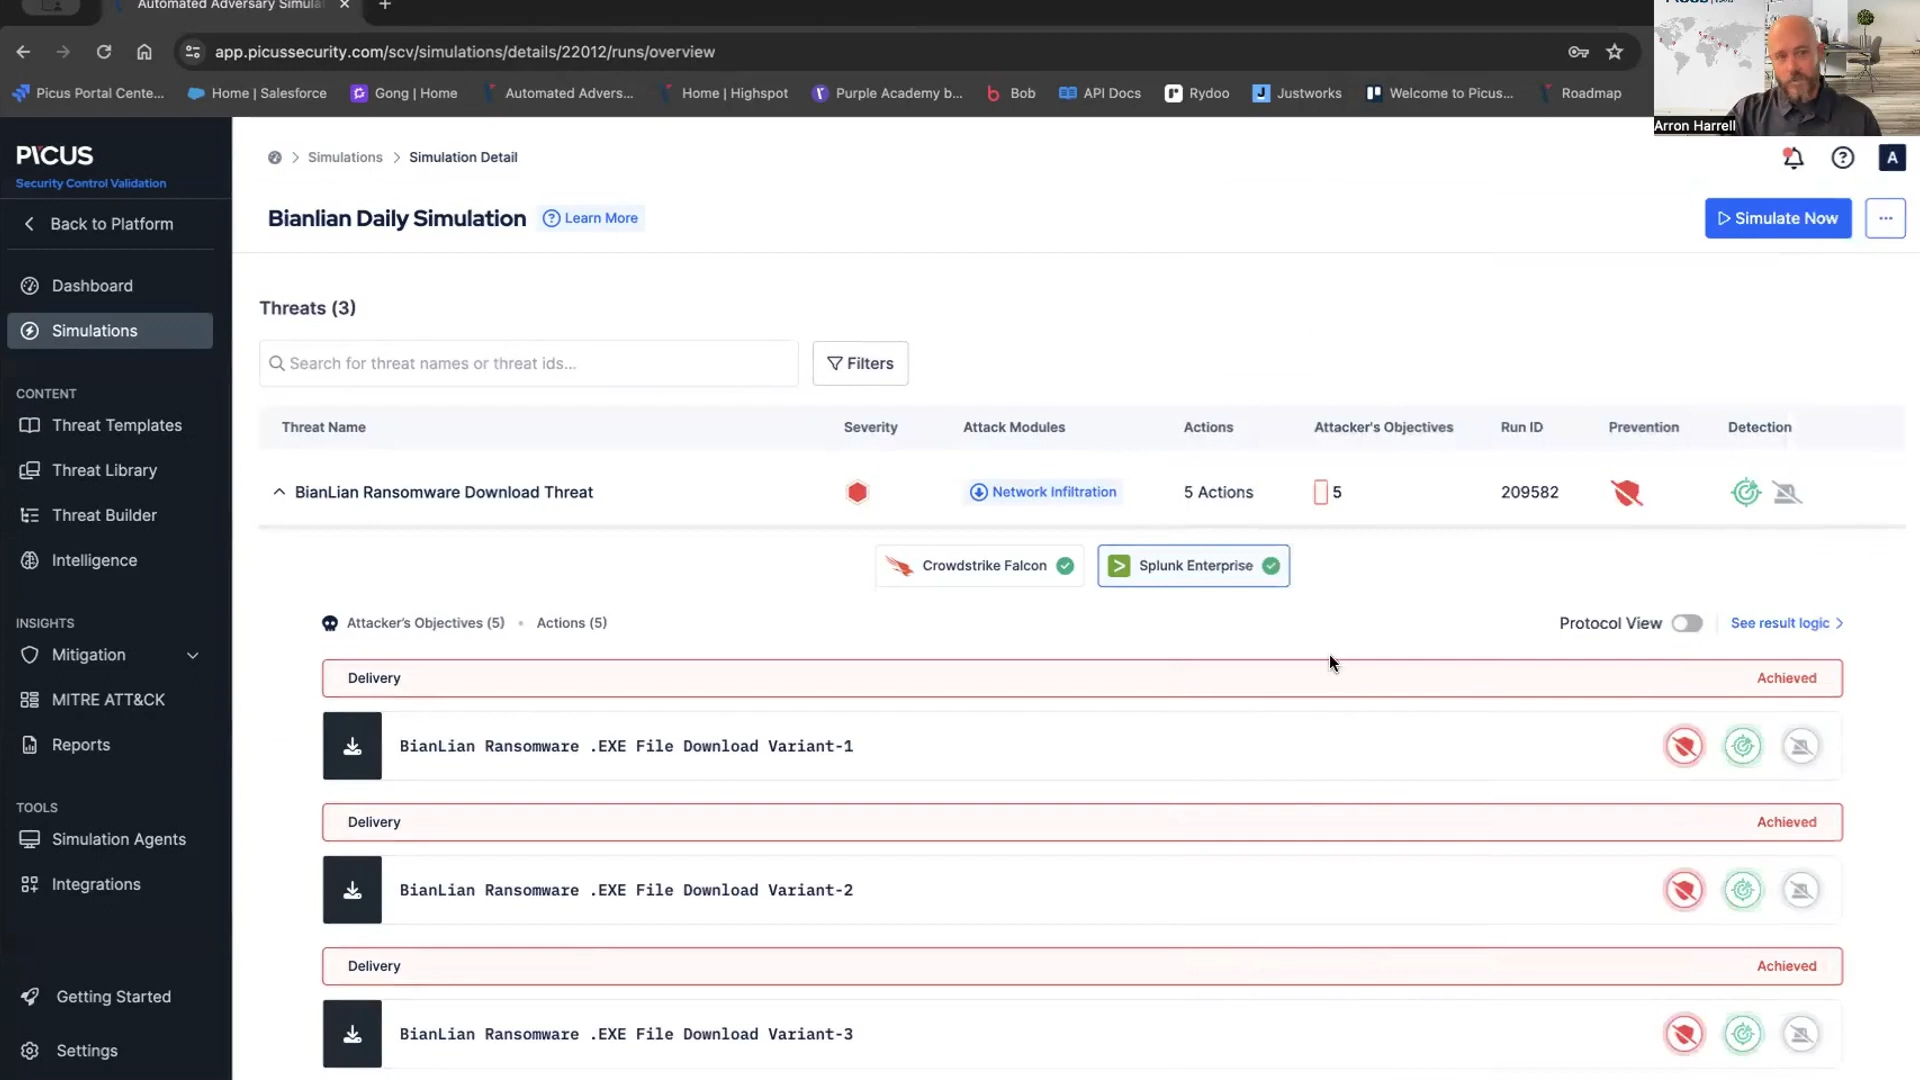 Automated Adversary Simula
app.picussecurity.com/scv/simulations/details/22012/runs/overview
Picus Portal Cente...
Home | Salesforce
Gong | Home
Automated Advers...
Home | Highspot
Purple Academy b...
Bob
API Docs
Rydoo
Justworks
Welcome to Picus...
Roadmap
Arron Harrell
PICUS
Security Control Validation
Back to Platform
Dashboard
Simulations
CONTENT
Threat Templates
Threat Library
Threat Builder
Intelligence
INSIGHTS
Mitigation
MITRE ATT&CK
Reports
TOOLS
Simulation Agents
Integrations
Getting Started
Settings
Simulations
Simulation Detail
A
Bianlian Daily Simulation
Learn More
Simulate Now
Threats (3)
Search for threat names or threat ids...
Filters
Threat Name Severity Attack Modules Actions Attacker's Objectives Run ID Prevention Detection
BianLian Ransomware Download Threat Network Infiltration 5 Actions 5 209582
Crowdstrike Falcon
Splunk Enterprise
Attacker's Objectives (5) • Actions (5)
Protocol View
See result logic
Delivery Achieved
BianLian Ransomware .EXE File Download Variant-1
Delivery Achieved
BianLian Ransomware .EXE File Download Variant-2
Delivery Achieved
BianLian Ransomware .EXE File Download Variant-3